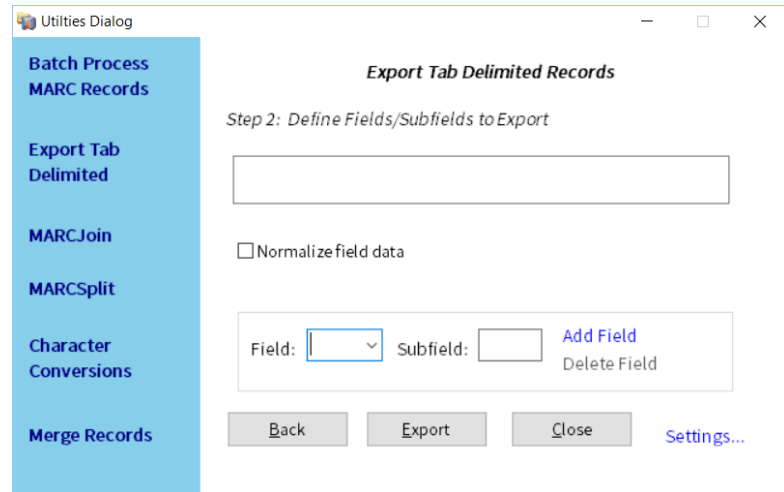 Utilties Dialog
Batch Process
MARC Records
Export Tab
Delimited
MARCJoin
MARCSplit
Character
Conversions
Merge Records
Export Tab Delimited Records
Step 2: Define Fields/Subfields to Export
Normalize field data
Field: Subfield: Add Field
Delete Field
Back Export Close Settings...